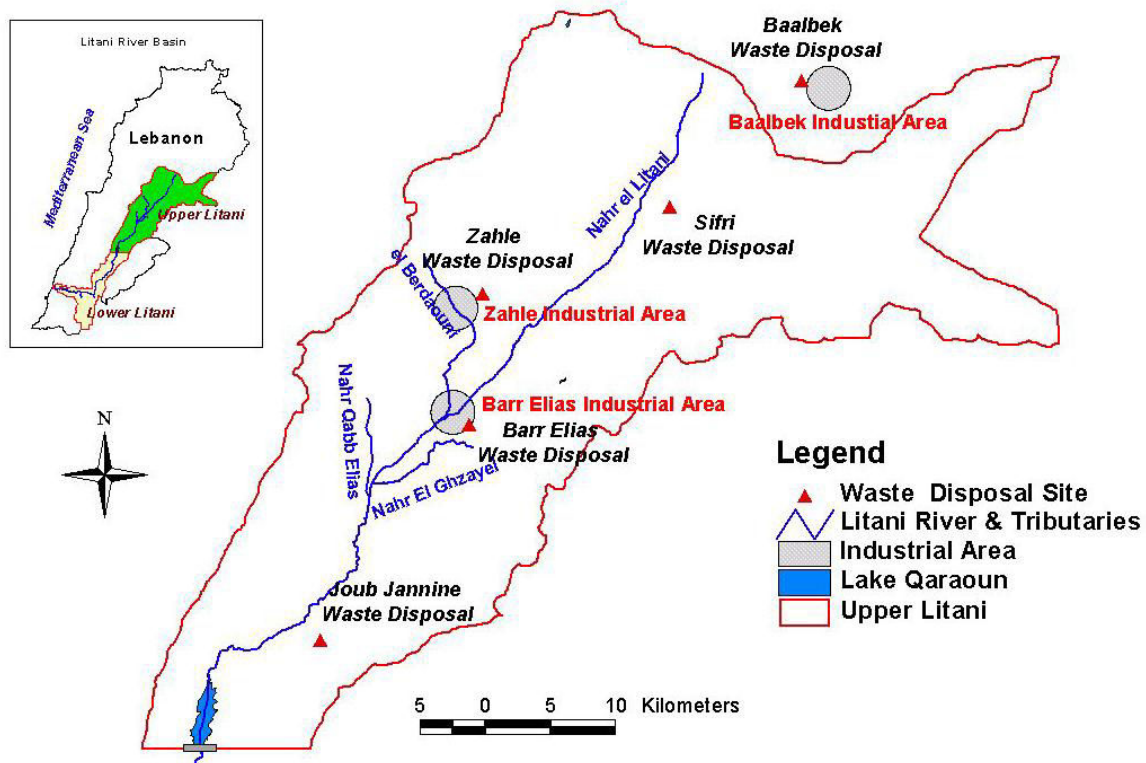 Litani River Basin
Mediterranean Sea
Lebanon
Upper Litani
Lower Litani
Baalbek
Waste Disposal
Baalbek Industial Area
Nahr el Litani
Sifri
Waste Disposal
Zahle
Waste Disposal
el Berdaouni
Zahle Industrial Area
Nahr Qabb Elias
Barr Elias Industrial Area
Barr Elias
Waste Disposal
Nahr El Ghzayel
Joub Jannine
Waste Disposal
N
5 0 5 10 Kilometers
Legend
Waste Disposal Site
Litani River & Tributaries
Industrial Area
Lake Qaraoun
Upper Litani